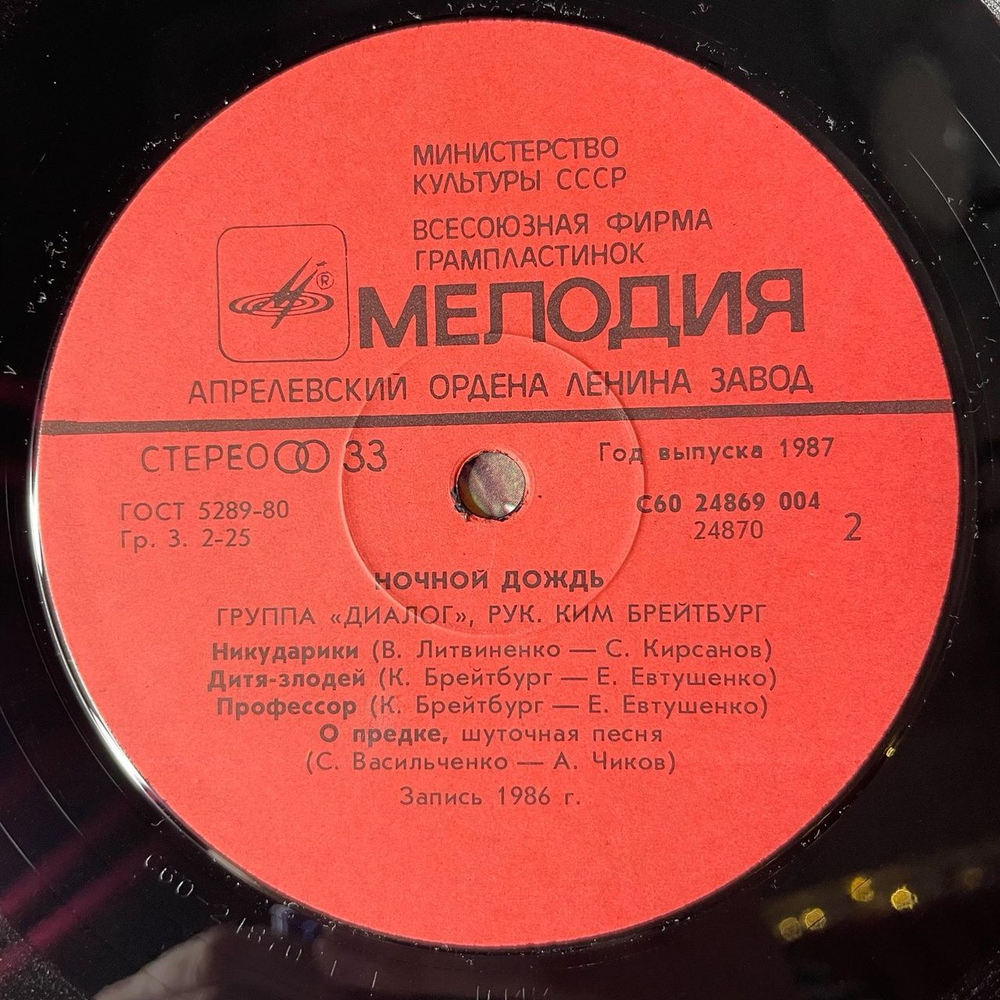 МИНИСТЕРСТВО
КУЛЬТУРЫ СССР
ВСЕСОЮЗНАЯ ФИРМА
ГРАМПЛАСТИНОК
®
МЕЛОДИЯ
АПРЕЛЕВСКИЙ ОРДЕНА ЛЕНИНА ЗАВОД
СТЕРЕО 33
Год выпуска 1987
ГОСТ 5289-80
Гр. 3. 2-25
С60 24869 004
24870
2
НОЧНОЙ ДОЖДЬ
ГРУППА «ДИАЛОГ», РУК. КИМ БРЕЙТБУРГ
Никударики (В. Литвиненко — С. Кирсанов)
Дитя-злодей (К. Брейтбург — Е. Евтушенко)
Профессор (К. Брейтбург — Е. Евтушенко)
О предке, шуточная песня
(С. Васильченко — А. Чиков)
Запись 1986 г.